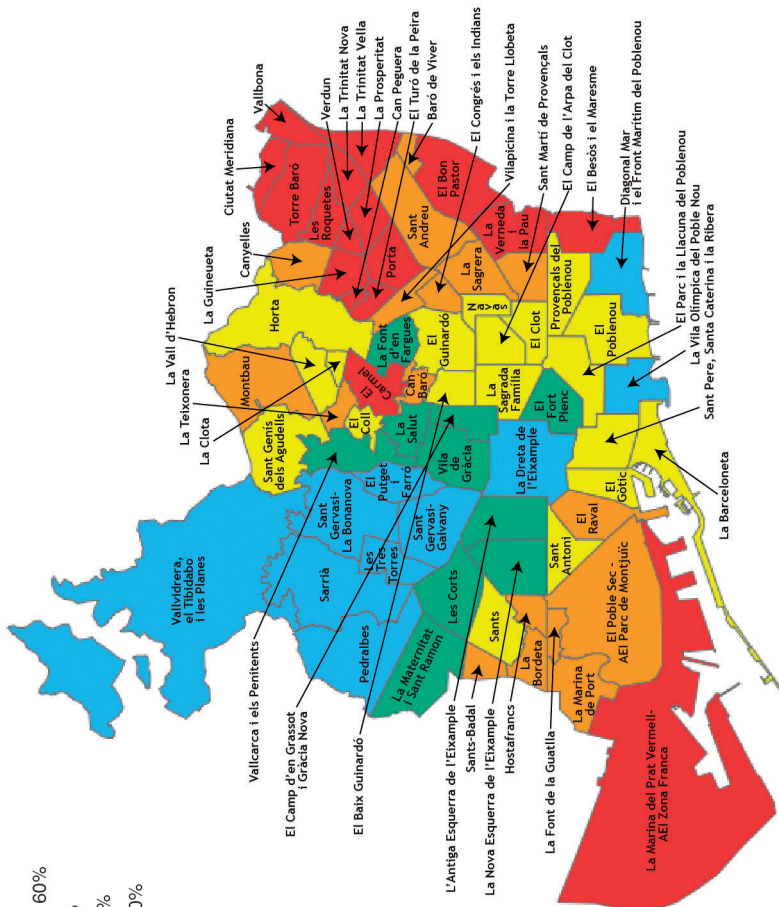 60%
%
0%
Vallbona
Ciutat Meridiana
Torre Baró
Les
Roquetes
Canyelles
La Guineueta
Verdun
La Trinitat Nova
La Trinitat Vella
La Prosperitat
Can Peguera
El Turó de la Peira
Baró de Viver
El Congrés i els Indians
Vilapicina i la Torre Llobeta
Sant Martí de Provençals
El Camp de l'Arpa del Clot
El Besòs i el Maresme
Diagonal Mar
i el Front Marítim del Poblenou
El Parc i la Llacuna del Poblenou
La Vila Olímpica del Poble Nou
Sant Pere, Santa Caterina i la Ribera
La Barceloneta
Horta
La Vall d'Hebron
La Teixonera
La Clota
Montbau
Sant Genís
dels Agudells
Porta
Sant
Andreu
El Bon
Pastor
La
Verneda
i
la Pau
La
Sagrera
Navas
El Clot
Provençals del
Poblenou
El
Poblenou
La Font
d'en
Fargues
El
Guinardó
El
Carmel
Can
Baró
El Coll
La
Salut
La
Sagrada
Família
El
Fort
Pienc
Vila
de
Gràcia
La Dreta de
l'Eixample
El
Gòtic
El
Raval
Sant
Antoni
Vallvidrera,
el Tibidabo
i les Planes
Sant
Gervasi-
La Bonanova
El Putget
i
Farró
Sant
Gervasi-
Galvany
Les
Tres
Torres
Sarrià
Pedralbes
Les Corts
La Maternitat
i Sant Ramon
Sants
La
Bordeta
El Poble Sec -
AEI Parc de Montjuïc
La Marina
de Port
La Marina del Prat Vermell-
AEI Zona Franca
Vallcarca i els Penitents
El Camp d'en Grassot
i Gràcia Nova
El Baix Guinardó
L'Antiga Esquerra de l'Eixample
Sants-Badal
La Nova Esquerra de l'Eixample
Hostafrancs
La Font de la Guatlla